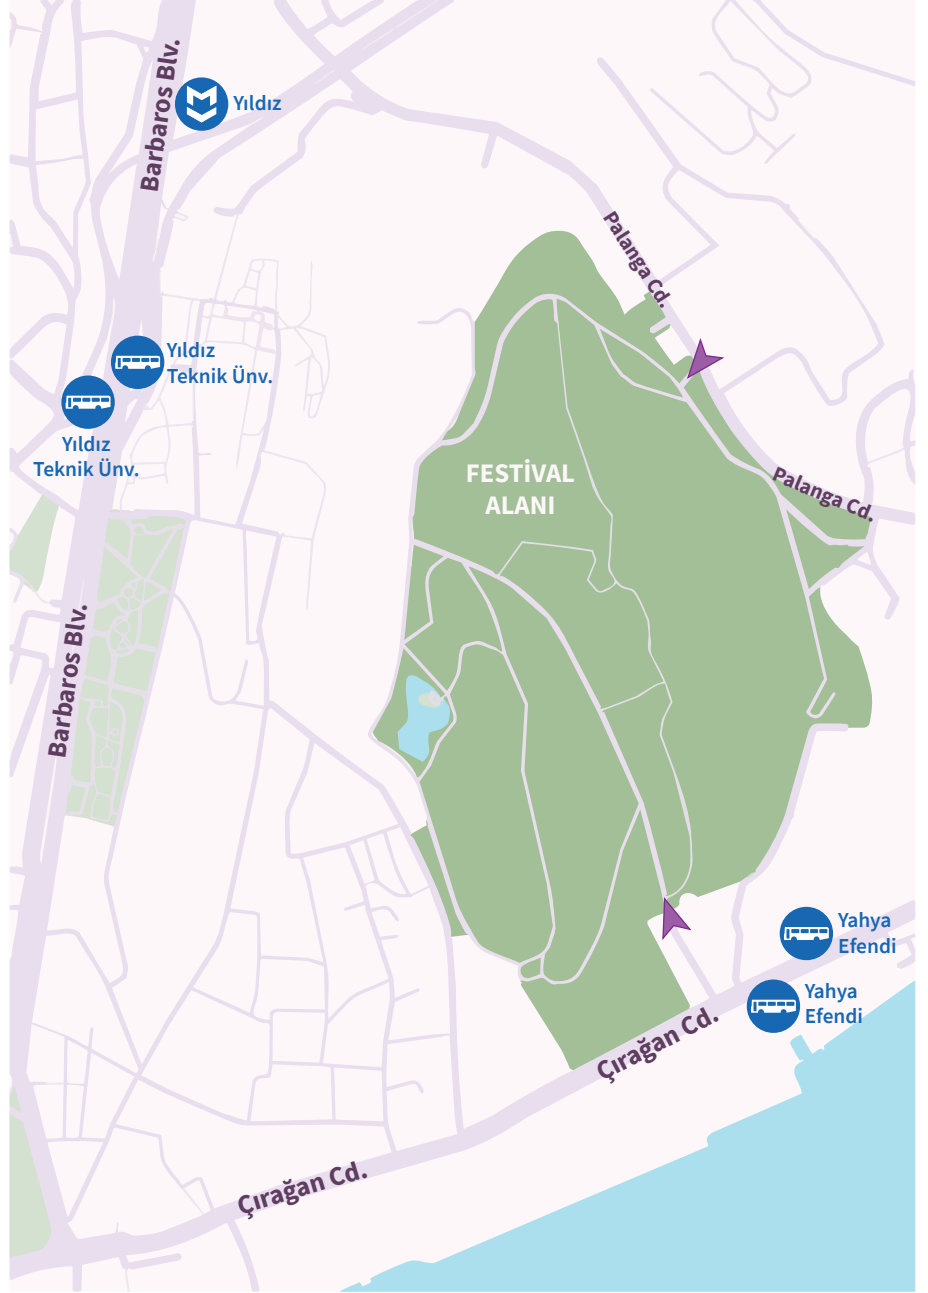 Barbaros Blv.
Yıldız
Palanga Cd.
Yıldız
Teknik Ünv.
Yıldız
Teknik Ünv.
FESTİVAL
ALANI
Palanga Cd.
Barbaros Blv.
Yahya
Efendi
Yahya
Efendi
Çırağan Cd.
Çırağan Cd.